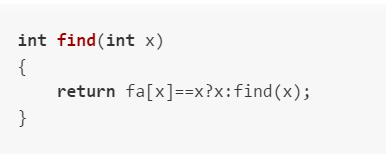 int find(int x)
{
    return fa[x]==x?x:find(x);
}